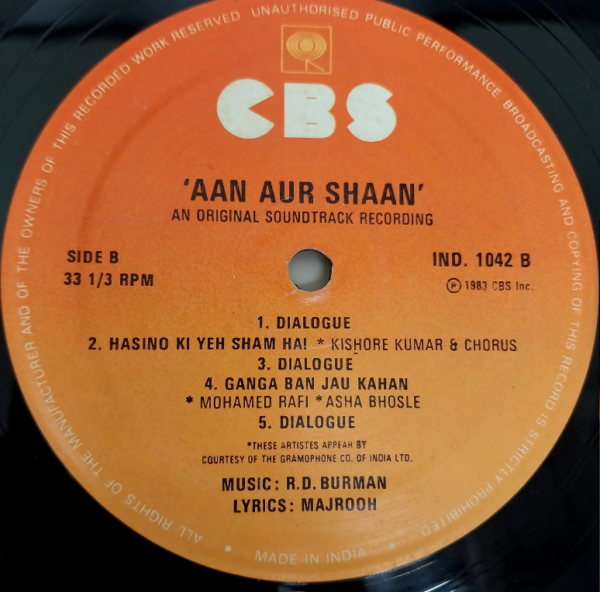 ALL RIGHTS OF THE MANUFACTURER AND OF THE OWNERS OF THIS RECORDED WORK RESERVED UNAUTHORISED PUBLIC PERFORMANCE BROADCASTING AND COPYING OF THIS RECORD IS STRICTLY PROHIBITED
CBS
'AAN AUR SHAAN'
AN ORIGINAL SOUNDTRACK RECORDING
SIDE B
33 1/3 RPM
IND. 1042 B
℗ 1983 CBS Inc.
1. DIALOGUE
2. HASINO KI YEH SHAM HAI * KISHORE KUMAR & CHORUS
3. DIALOGUE
4. GANGA BAN JAU KAHAN
* MOHAMED RAFI * ASHA BHOSLE
5. DIALOGUE
*THESE ARTISTES APPEAR BY
COURTESY OF THE GRAMOPHONE CO. OF INDIA LTD.
MUSIC: R.D. BURMAN
LYRICS: MAJROOH
• MADE IN INDIA •